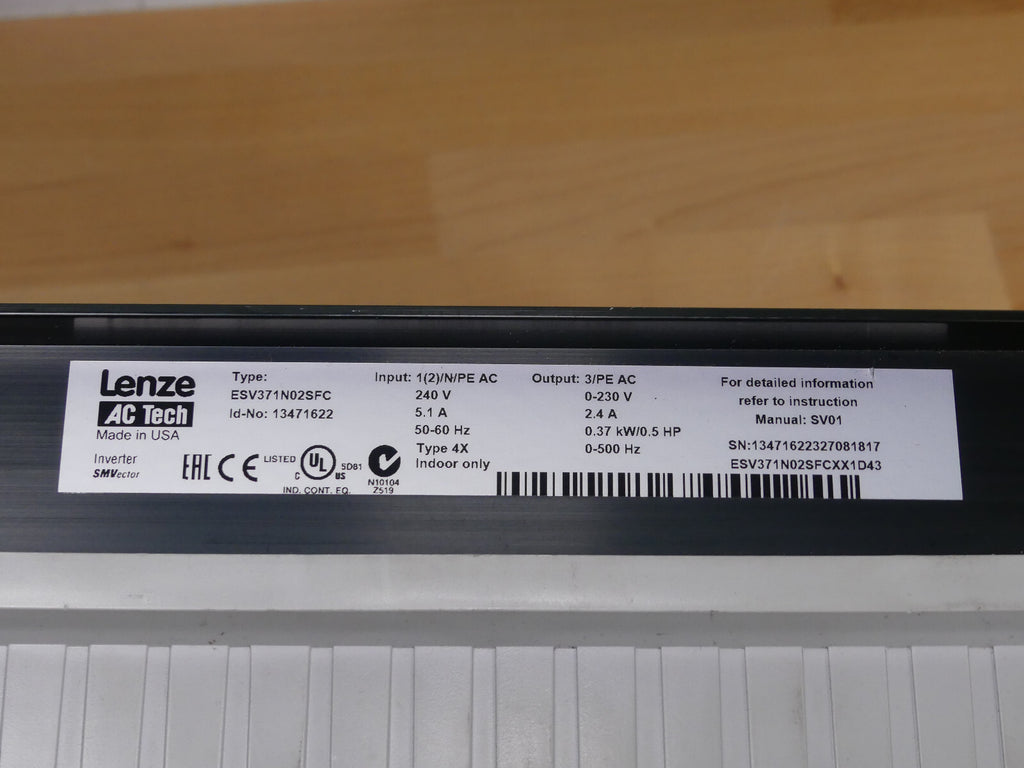 Lenze
AC Tech
Made in USA
Inverter
SMVector
Type:
ESV371N02SFC
Id-No: 13471622
EAC CE
LISTED
C UL US
5D81
IND. CONT. EQ.
N10104
Z519
Input: 1(2)/N/PE AC
240 V
5.1 A
50-60 Hz
Type 4X
Indoor only
Output: 3/PE AC
0-230 V
2.4 A
0.37 kW/0.5 HP
0-500 Hz
For detailed information
refer to instruction
Manual: SV01
SN:13471622327081817
ESV371N02SFCXX1D43